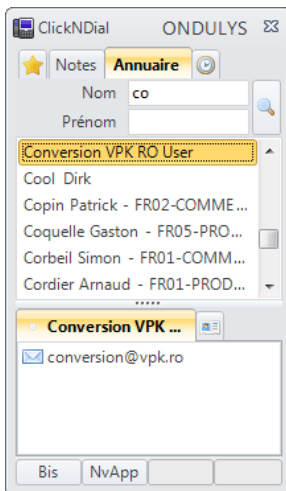 ClickNDial ONDULYS
Notes Annuaire
Nom co
Prénom
Conversion VPK RO User
Cool Dirk
Copin Patrick - FR02-COMME...
Coquelle Gaston - FR05-PRO...
Corbeil Simon - FR01-COMM...
Cordier Arnaud - FR01-PROD...
Conversion VPK ...
conversion@vpk.ro
Bis NvApp